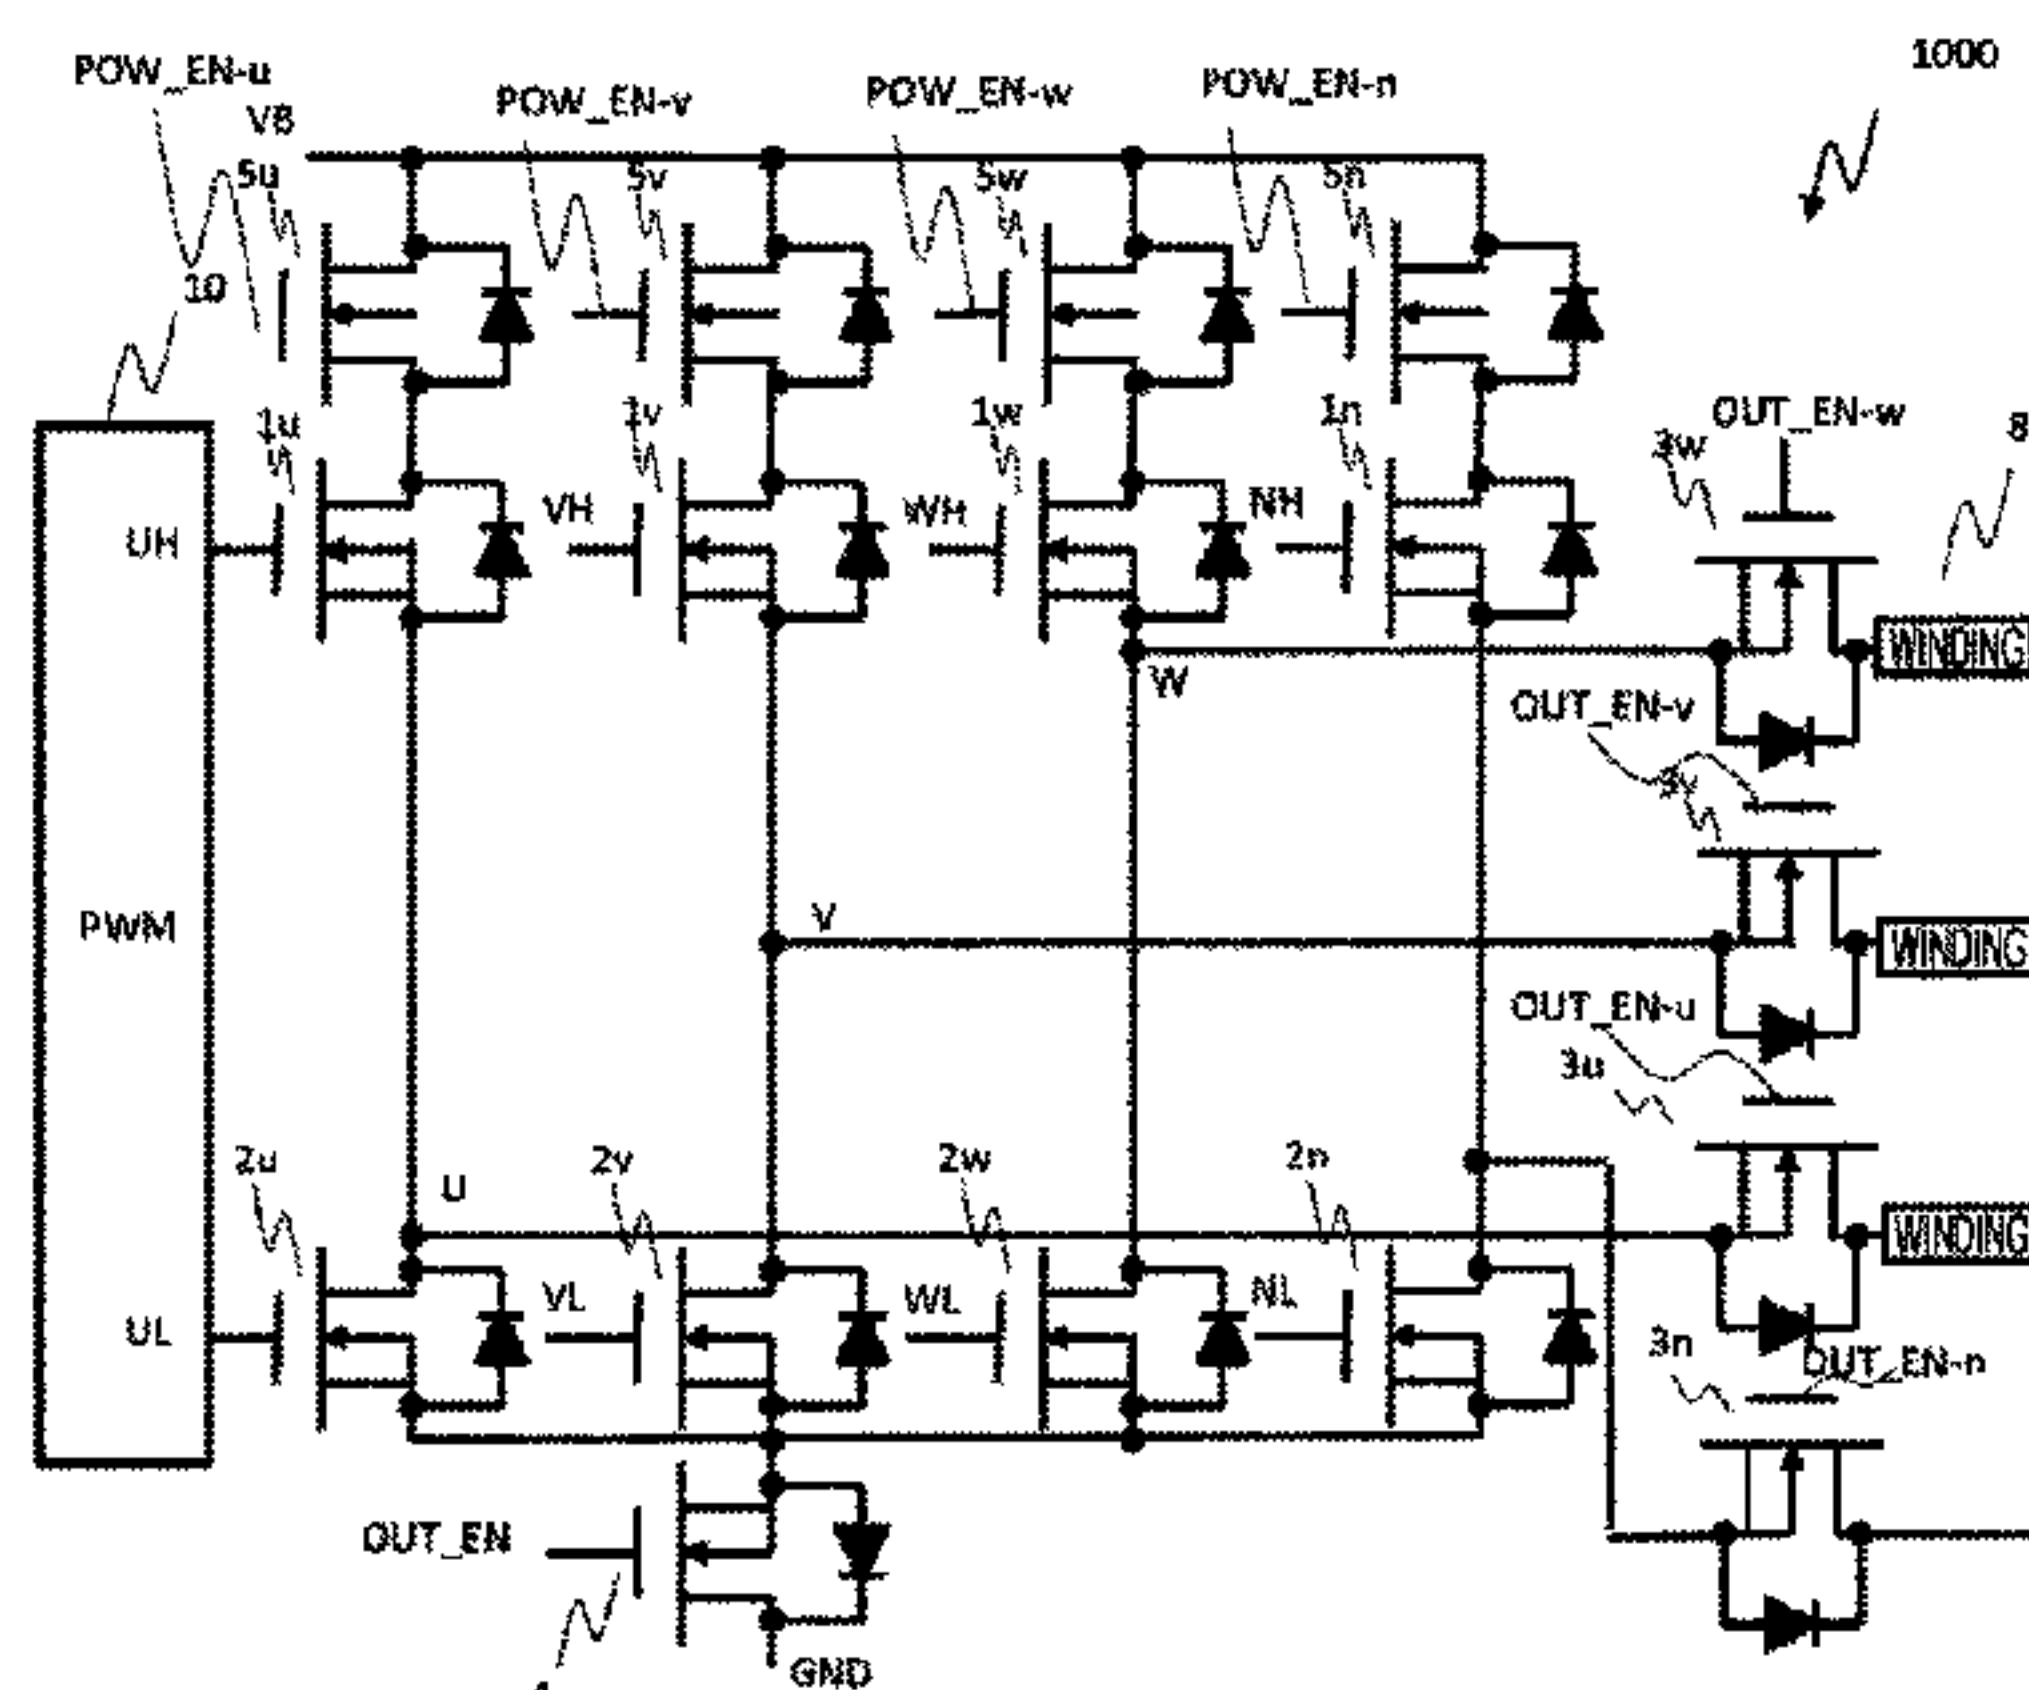 POW_EN-u
POW_EN-v
POW_EN-w
POW_EN-n
1000
VB
5u
5v
5w
5n
10
1u
1v
1w
1n
OUT_EN-w
3w
8
UH
VH
WH
NH
WINDING
W
OUT_EN-v
3v
PWM
V
WINDING
OUT_EN-u
3u
2u
U
2v
2w
2n
WINDING
UL
VL
WL
NL
3n
OUT_EN-n
OUT_EN
GND